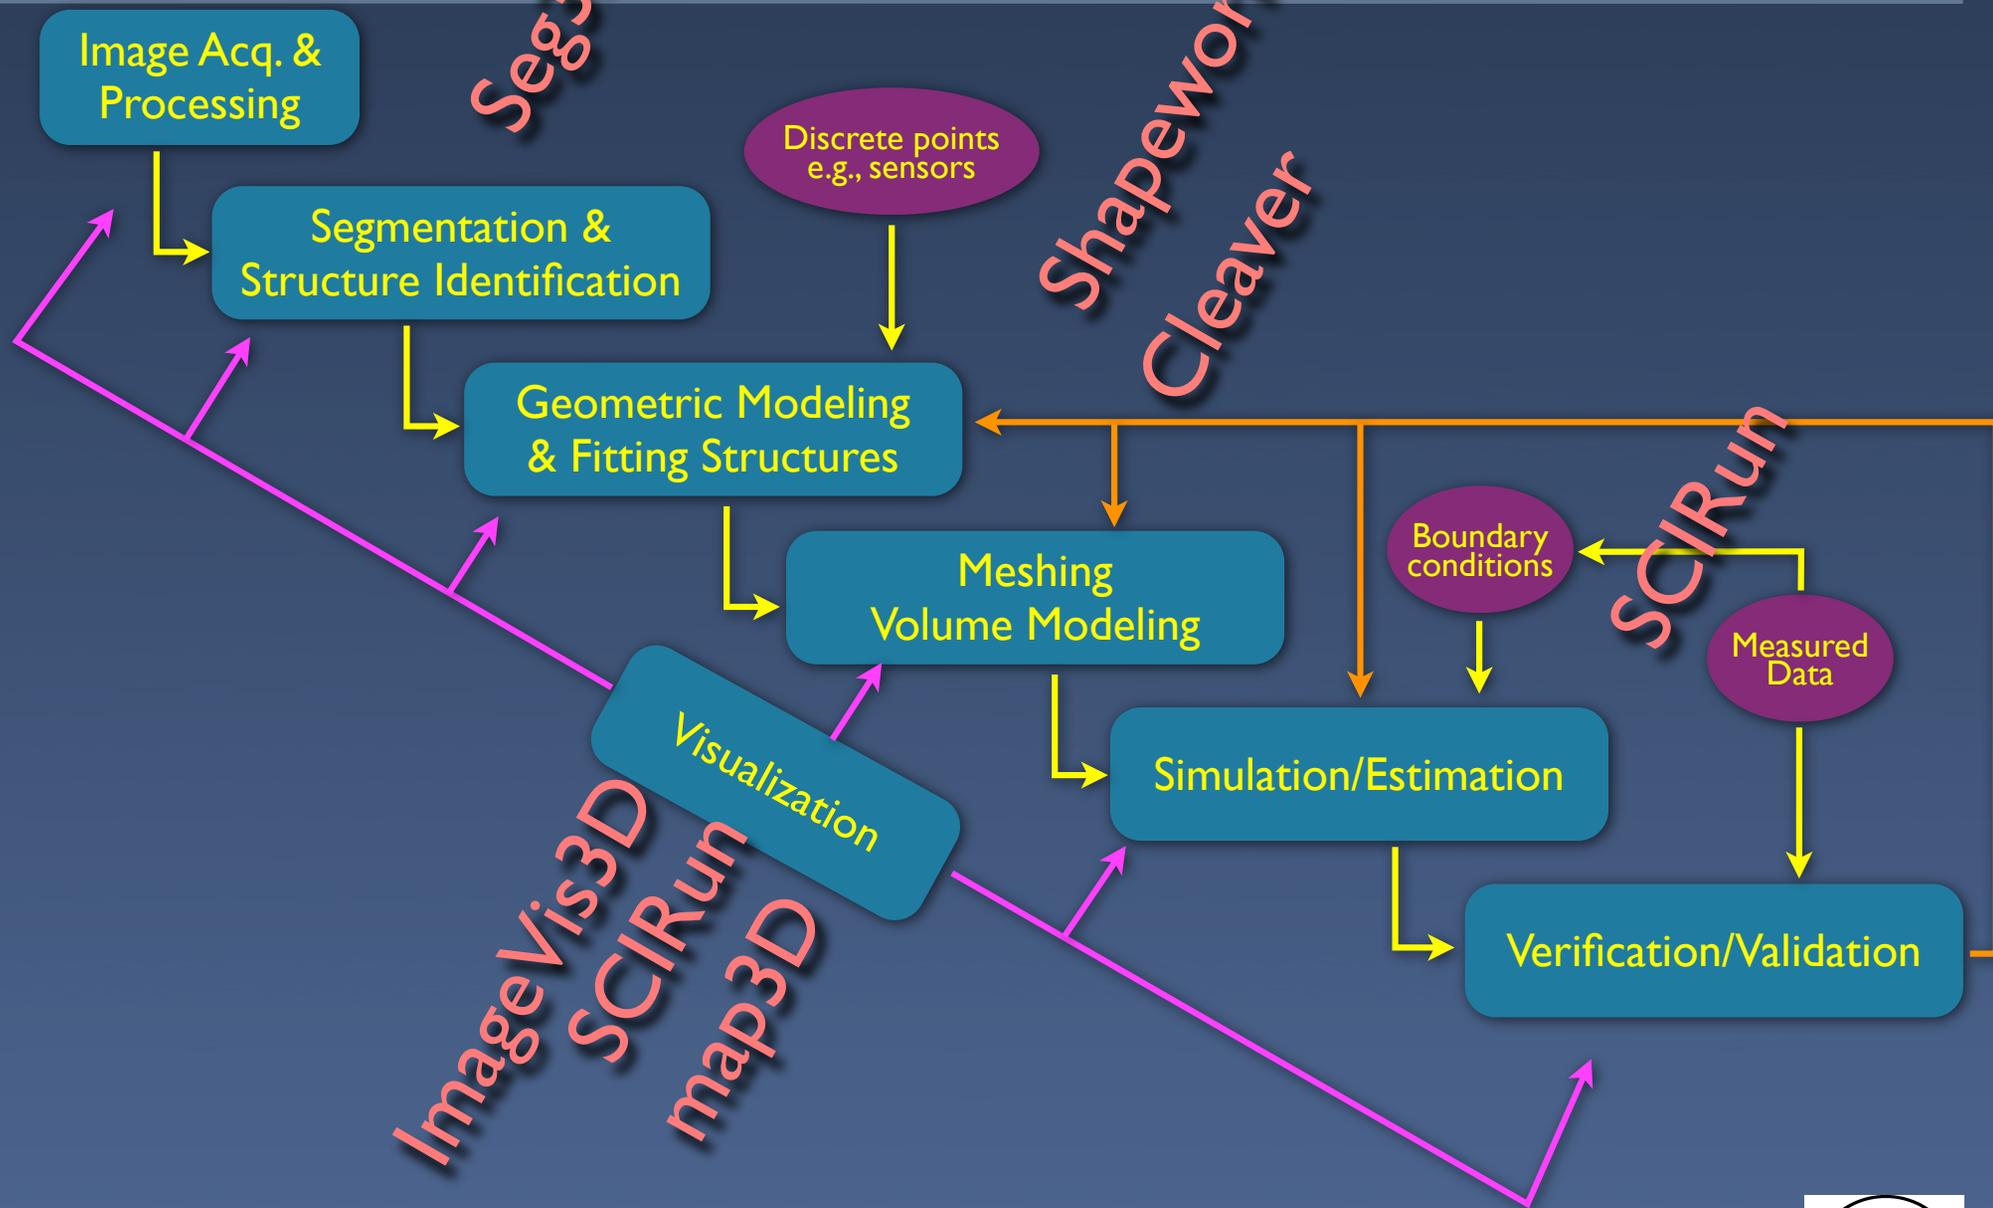 Image Acq. &
Processing
Discrete points
e.g., sensors
Segmentation &
Structure Identification
Cleaver
Geometric Modeling
& Fitting Structures
SCIRun
Boundary
conditions
Meshing
Volume Modeling
Measured
Data
Visualization
Simulation/Estimation
ImageVis3D
SCIRun
map3D
Verification/Validation